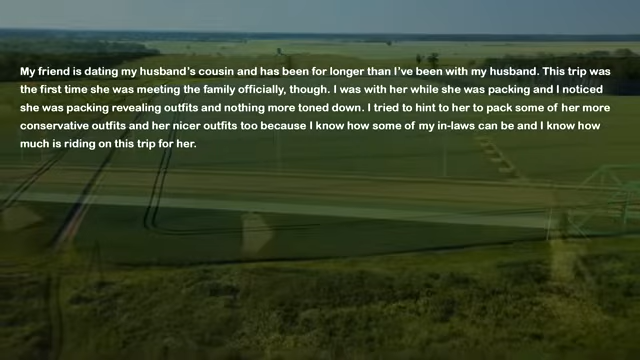 My friend is dating my husband's cousin and has been for longer than I've been with my husband. This trip was
the first time she was meeting the family officially, though. I was with her while she was packing and I noticed
she was packing revealing outfits and nothing more toned down. I tried to hint to her to pack some of her more
conservative outfits and her nicer outfits too because I know how some of my in-laws can be and I know how
much is riding on this trip for her.